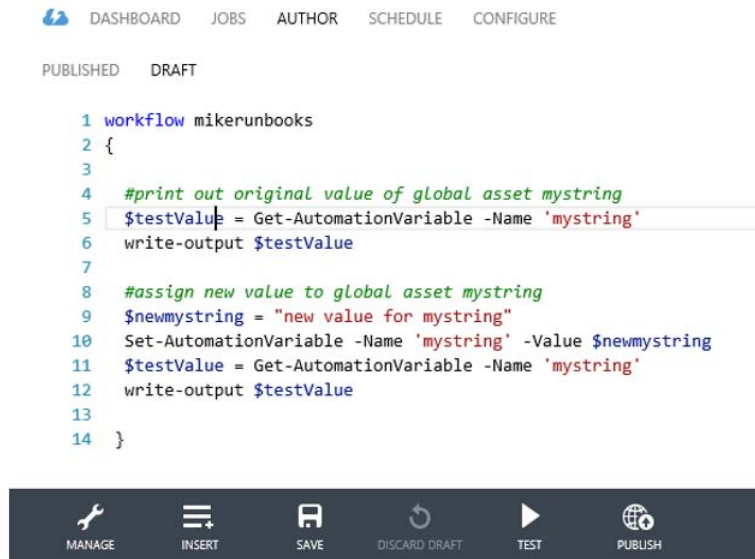 DASHBOARD JOBS AUTHOR SCHEDULE CONFIGURE
PUBLISHED DRAFT
1 workflow mikerunbooks
2 {
3
4 #print out original value of global asset mystring
5 $testValue = Get-AutomationVariable -Name 'mystring'
6 write-output $testValue
7
8 #assign new value to global asset mystring
9 $newmystring = "new value for mystring"
10 Set-AutomationVariable -Name 'mystring' -Value $newmystring
11 $testValue = Get-AutomationVariable -Name 'mystring'
12 write-output $testValue
13
14 }
MANAGE INSERT SAVE DISCARD DRAFT TEST PUBLISH